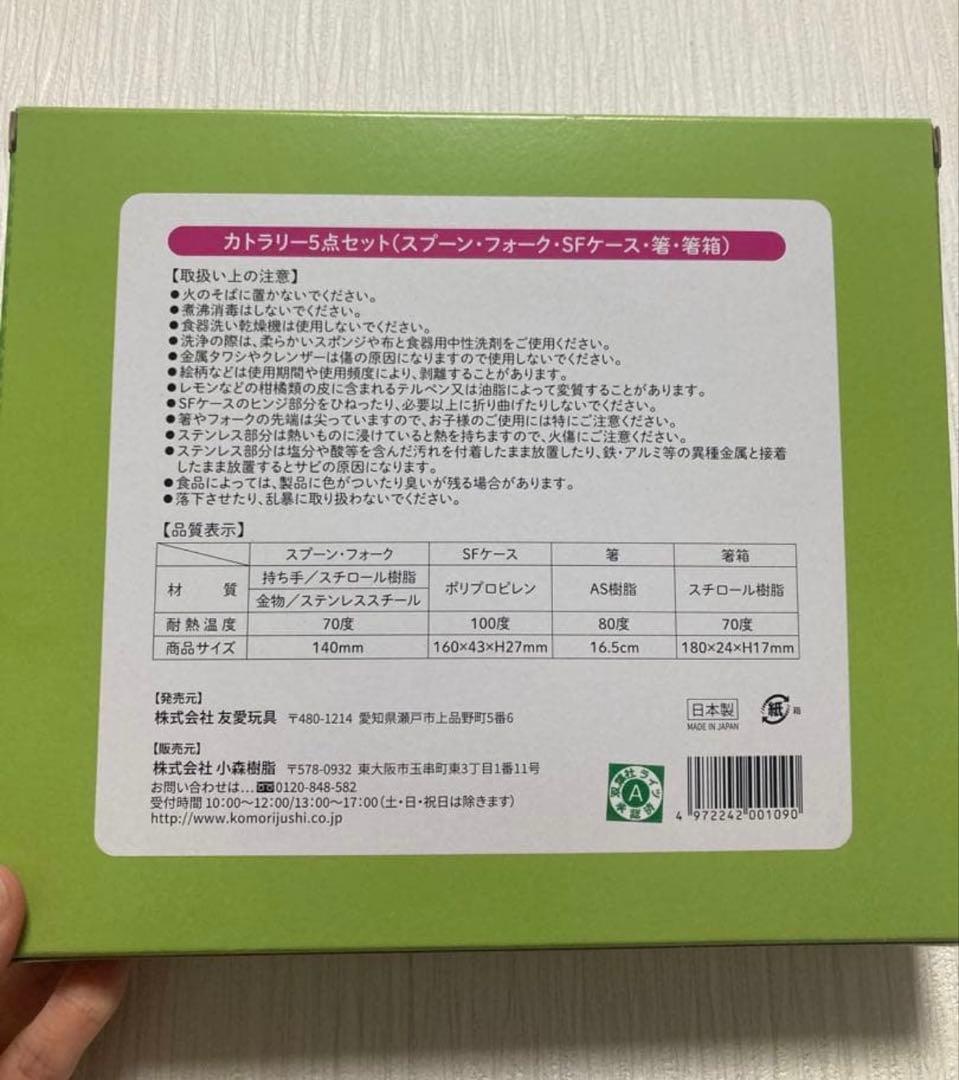 カトラリー5点セット(スプーン・フォーク・SFケース・箸・箸箱)
【取扱い上の注意】
●火のそばに置かないでください。
●煮沸消毒はしないでください。
●食器洗い乾燥機は使用しないでください。
●洗浄の際は、柔らかいスポンジや布と食器用中性洗剤をご使用ください。
●金属タワシやクレンザーは傷の原因になりますので使用しないでください。
●絵柄などは使用期間や使用頻度により、剥離することがあります。
●レモンなどの柑橘類の皮に含まれるテルペン又は油脂によって変質することがあります。
●SFケースのヒンジ部分をひねったり、必要以上に折り曲げたりしないでください。
●箸やフォークの先端は尖っていますので、お子様のご使用には特にご注意ください。
●ステンレス部分は熱いものに浸けていると熱を持ちますので、火傷にご注意ください。
●ステンレス部分は塩分や酸等を含んだ汚れを付着したまま放置したり、鉄・アルミ等の異種金属と接着
したまま放置するとサビの原因になります。
●食品によっては、製品に色がついたり臭いが残る場合があります。
●落下させたり、乱暴に取り扱わないでください。
【品質表示】
スプーン・フォーク SFケース 箸 箸箱
材質 持ち手/スチロール樹脂 ポリプロピレン AS樹脂 スチロール樹脂
金物/ステンレススチール
耐熱温度 70度 100度 80度 70度
商品サイズ 140mm 160×43×H27mm 16.5cm 180×24×H17mm
【発売元】
株式会社 友愛玩具 〒480-1214 愛知県瀬戸市上品野町5番6
日本製
MADE IN JAPAN
紙 箱
【販売元】
株式会社 小森樹脂 〒578-0932 東大阪市玉串町東3丁目1番11号
お問い合わせは…0120-848-582
受付時間 10:00〜12:00/13:00〜17:00(土・日・祝日は除きます)
http://www.komorijushi.co.jp
双葉社ライツ
A
承認済
4 972242 001090